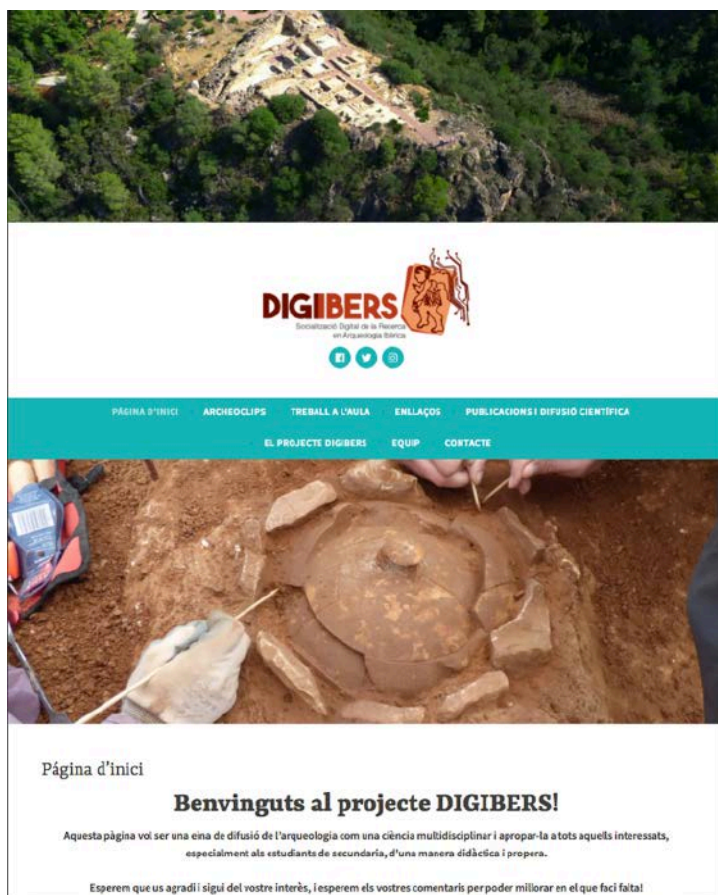 DIGIBERS
Socialització Digital de la Recerca
en Arqueologia Ibèrica
PÁGINA D'INICI ARCHEOCLIPS TREBALL A L'AULA ENLLAÇOS PUBLICACIONS I DIFUSIÓ CIENTÍFICA
EL PROJECTE DIGIBERS EQUIP CONTACTE
Página d'inici
Benvinguts al projecte DIGIBERS!
Aquesta pàgina vol ser una eina de difusió de l'arqueologia com una ciència multidisciplinar i apropar-la a tots aquells interessats,
especialment als estudiants de secundaria, d'una manera didàctica i propera.
Esperem que us agradi i sigui del vostre interès, i esperem els vostres comentaris per poder millorar en el que faci falta!